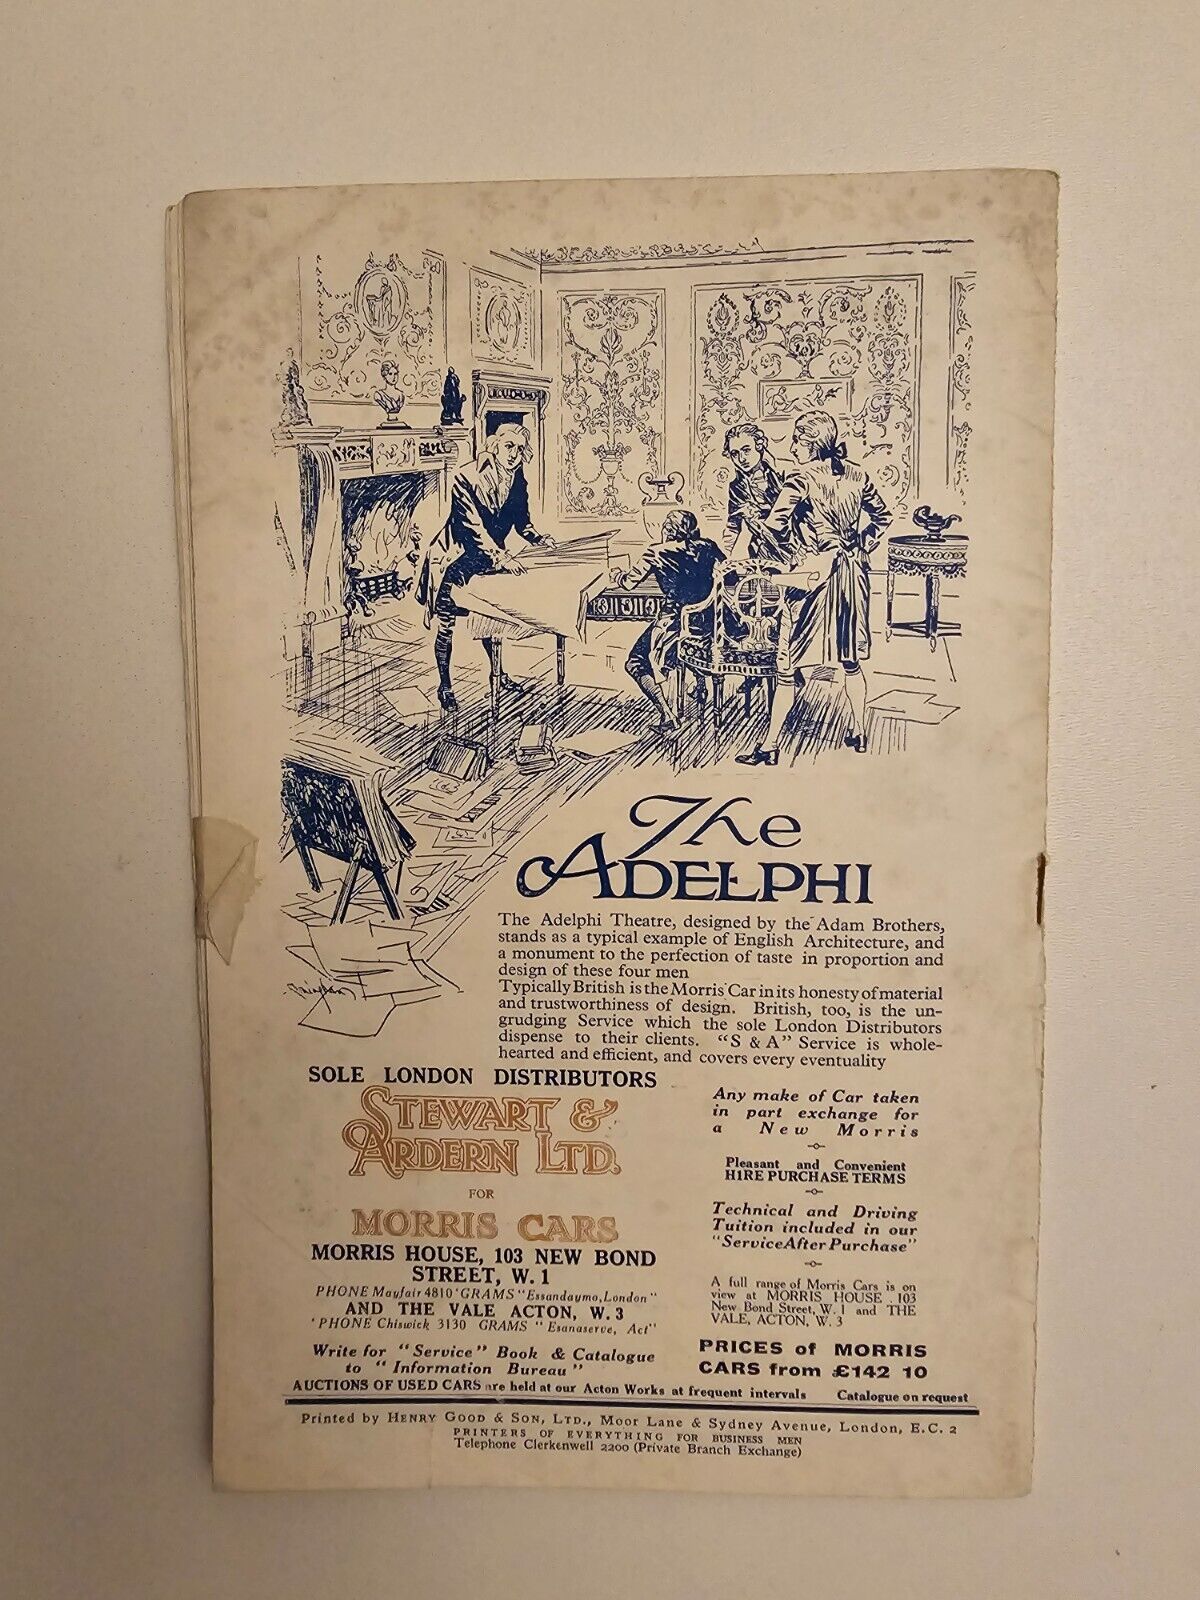 The
ADELPHI
The Adelphi Theatre, designed by the Adam Brothers,
stands as a typical example of English Architecture, and
a monument to the perfection of taste in proportion and
design of these four men
Typically British is the Morris Car in its honesty of material
and trustworthiness of design. British, too, is the un-
grudging Service which the sole London Distributors
dispense to their clients. "S & A" Service is whole-
hearted and efficient, and covers every eventuality
SOLE LONDON DISTRIBUTORS
STEWART &
ARDERN LTD.
FOR
MORRIS CARS
MORRIS HOUSE, 103 NEW BOND
STREET, W. 1
PHONE Mayfair 4810 'GRAMS "Essandaymo, London"
AND THE VALE ACTON, W. 3
'PHONE Chiswick 3130 GRAMS "Esanaserve, Act"
Write for "Service" Book & Catalogue
to "Information Bureau"
Any make of Car taken
in part exchange for
a New Morris
Pleasant and Convenient
HIRE PURCHASE TERMS
Technical and Driving
Tuition included in our
"Service After Purchase"
A full range of Morris Cars is on
view at MORRIS HOUSE 103
New Bond Street, W. 1 and THE
VALE, ACTON, W. 3
PRICES of MORRIS
CARS from £142 10
AUCTIONS OF USED CARS are held at our Acton Works at frequent intervals Catalogue on request
Printed by HENRY GOOD & SON, LTD., MOOR LANE & SYDNEY AVENUE, LONDON, E.C. 2
PRINTERS OF EVERYTHING FOR BUSINESS MEN
Telephone Clerkenwell 2200 (Private Branch Exchange)